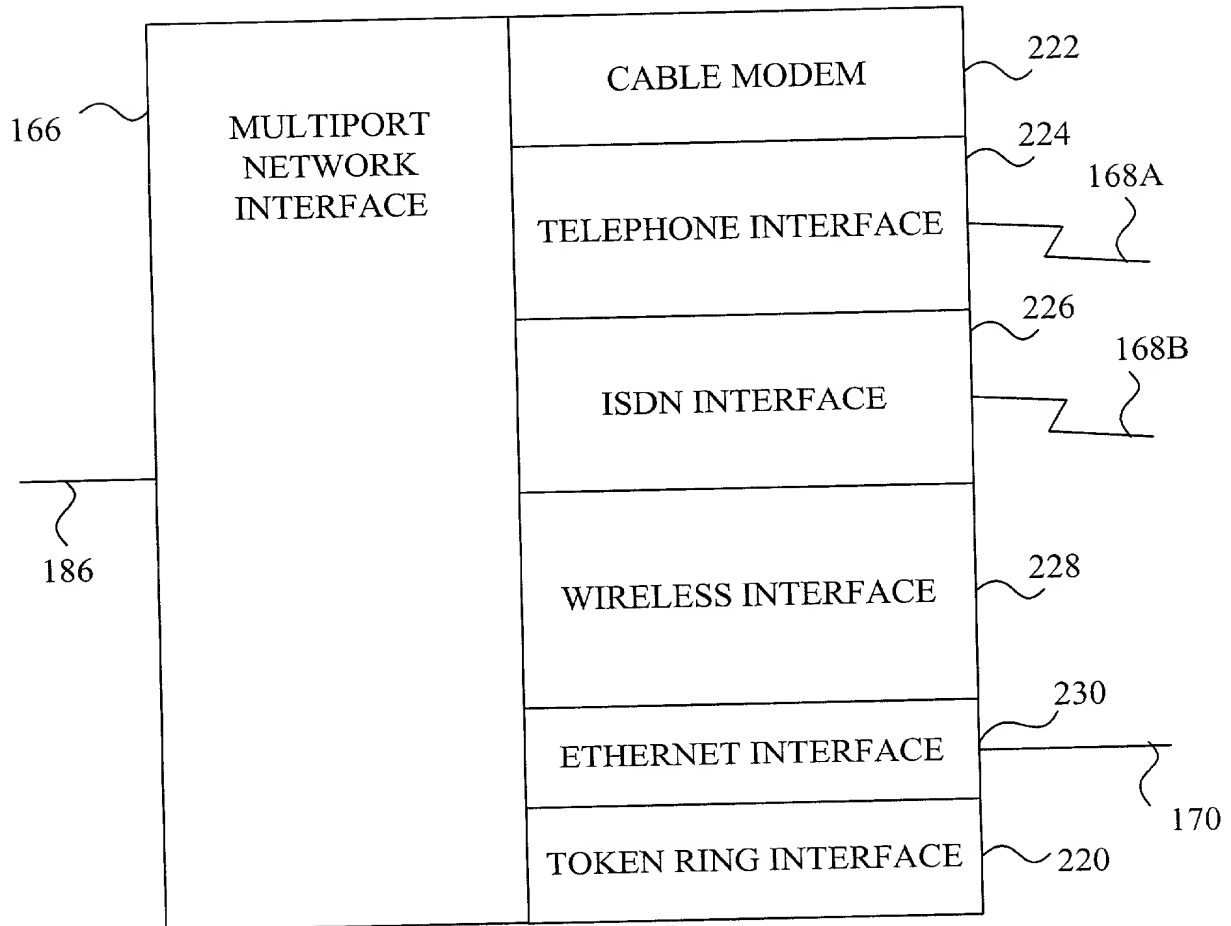 CABLE MODEM
222
166
MULTIPORT
NETWORK
INTERFACE
224
168A
TELEPHONE INTERFACE
226
168B
ISDN INTERFACE
186
WIRELESS INTERFACE
228
230
ETHERNET INTERFACE
170
TOKEN RING INTERFACE
220